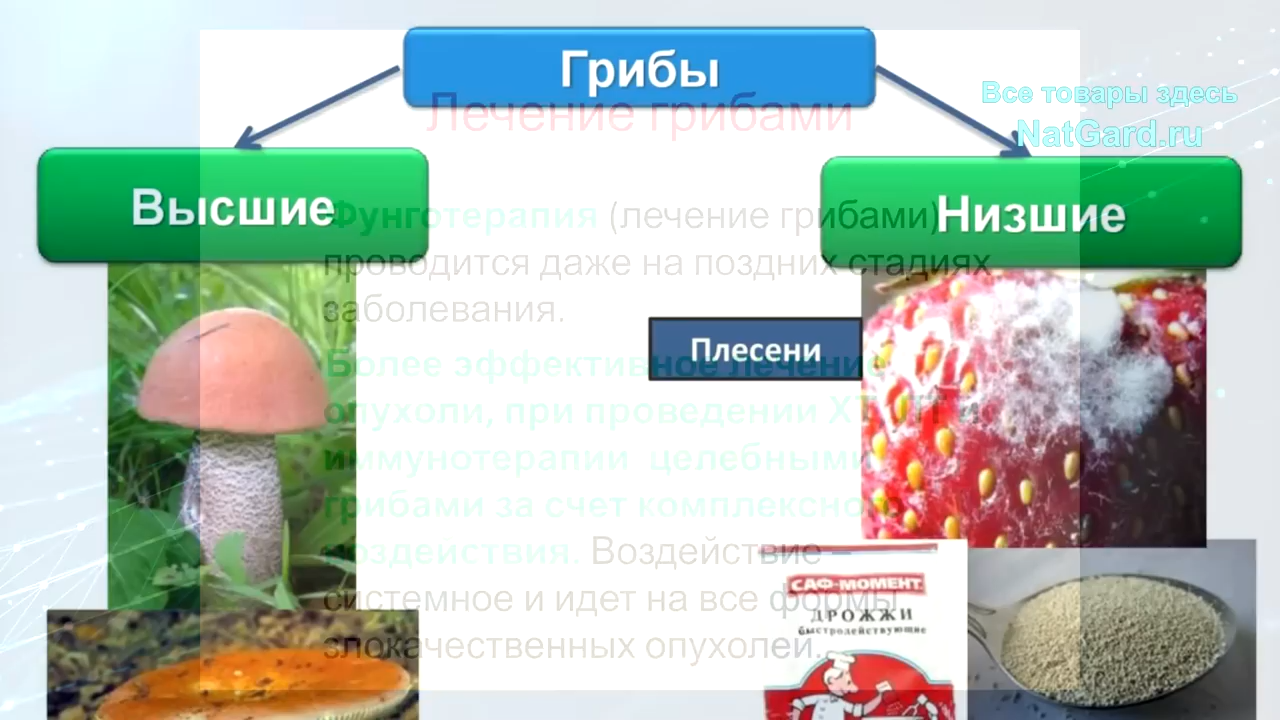 Грибы
Все товары здесь
NatGard.ru
Лечение грибами
Высшие
Низшие
Фунготерапия (лечение грибами)
проводится даже на поздних стадиях
заболевания.
Плесени
Более эффективное лечение
опухоли, при проведении ХТ, ЛТ и
иммунотерапии целебными
грибами за счет комплексного
воздействия. Воздействие –
системное и идет на все формы
злокачественных опухолей.
САФ-МОМЕНТ
ДРОЖЖИ
быстродействующие